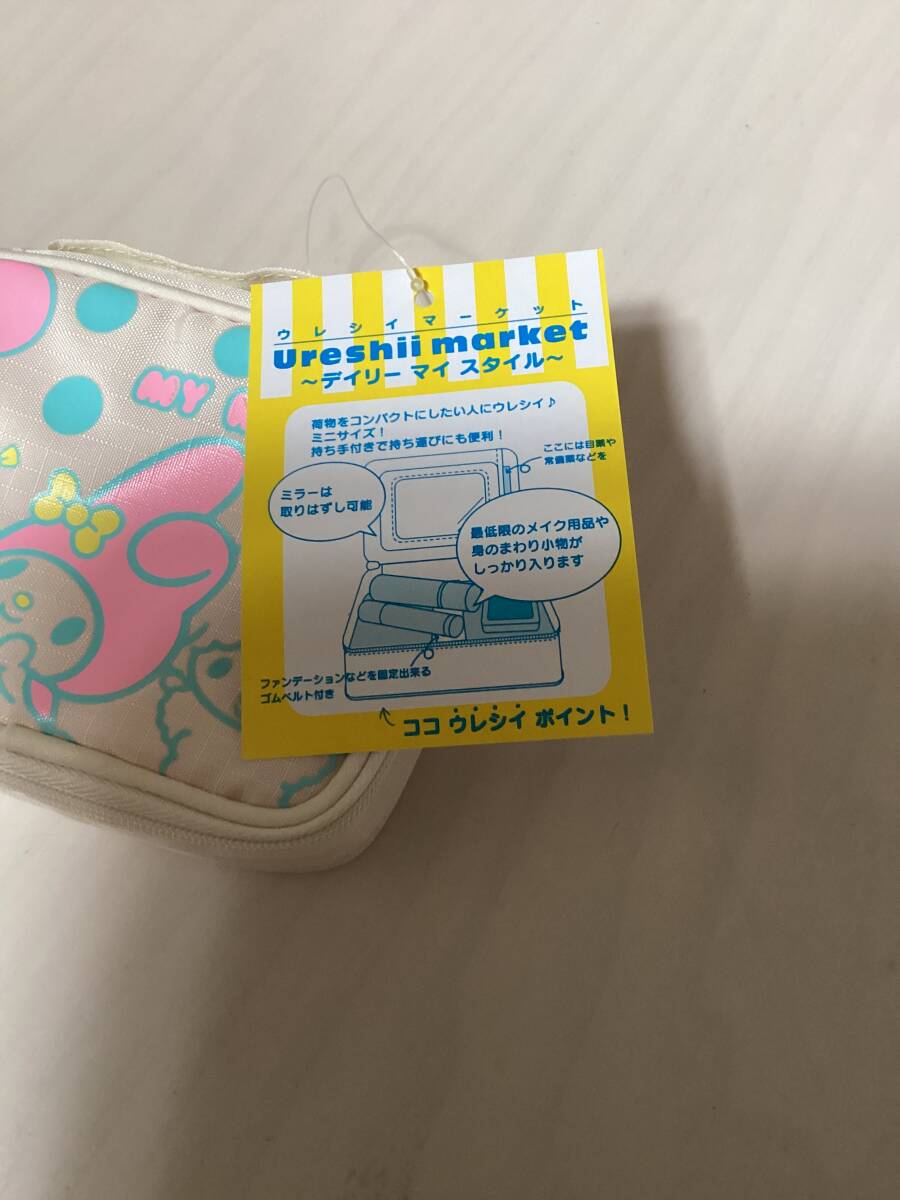 ウレシイマーケット
Ureshii market
～デイリー マイ スタイル～
荷物をコンパクトにしたい人にウレシイ♪
ミニサイズ！
持ち手付きで持ち運びにも便利！
ここには目薬や
常備薬などを
ミラーは
取りはずし可能
最低限のメイク用品や
身のまわり小物が
しっかり入ります
ファンデーションなどを固定出来る
ゴムベルト付き
ココ ウレシイ ポイント！
MY